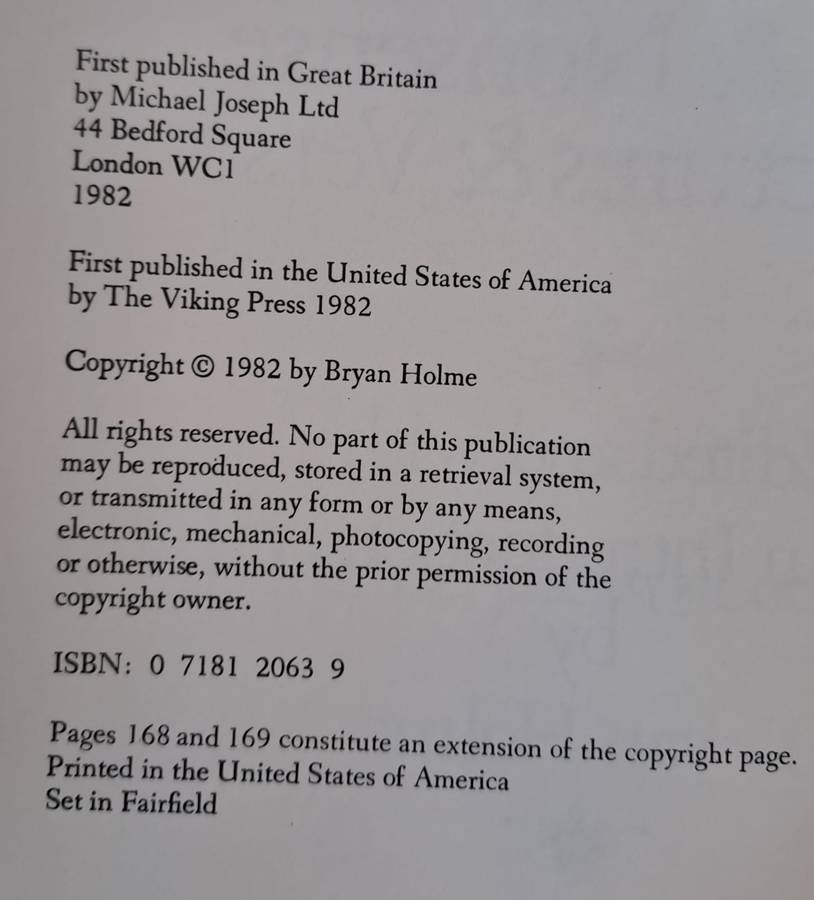 First published in Great Britain
by Michael Joseph Ltd
44 Bedford Square
London WC1
1982
First published in the United States of America
by The Viking Press 1982
Copyright © 1982 by Bryan Holme
All rights reserved. No part of this publication
may be reproduced, stored in a retrieval system,
or transmitted in any form or by any means,
electronic, mechanical, photocopying, recording
or otherwise, without the prior permission of the
copyright owner.
ISBN: 0 7181 2063 9
Pages 168 and 169 constitute an extension of the copyright page.
Printed in the United States of America
Set in Fairfield